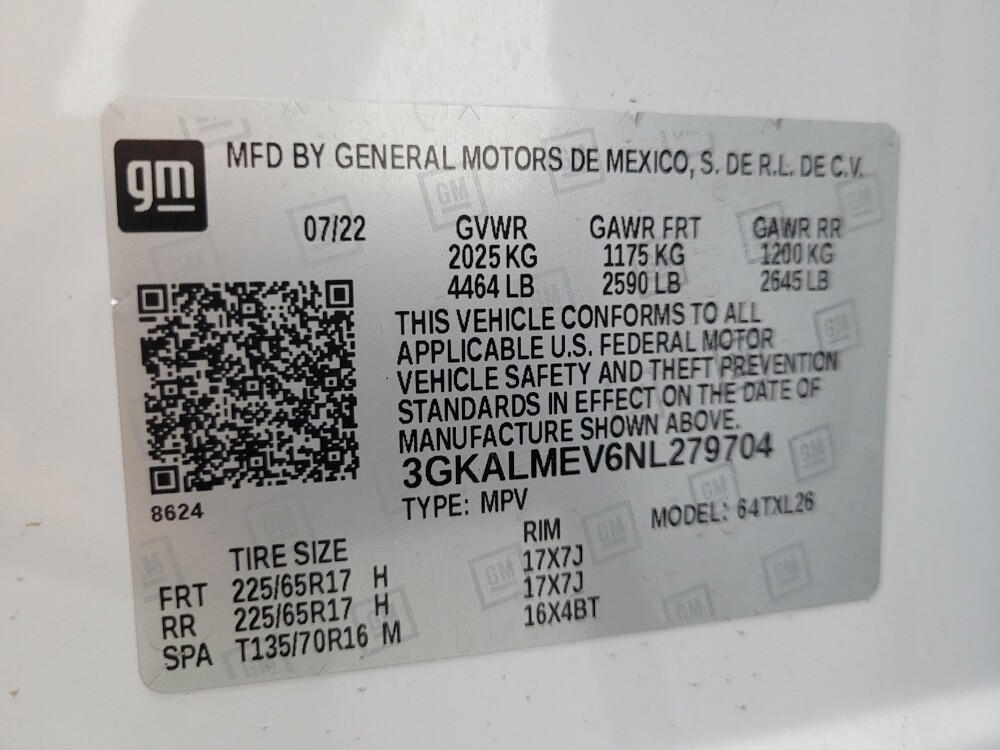 gm
MFD BY GENERAL MOTORS DE MEXICO, S. DE R.L. DE C.V.
07/22 GVWR GAWR FRT GAWR RR
2025 KG 1175 KG 1200 KG
4464 LB 2590 LB 2645 LB
THIS VEHICLE CONFORMS TO ALL
APPLICABLE U.S. FEDERAL MOTOR
VEHICLE SAFETY AND THEFT PREVENTION
STANDARDS IN EFFECT ON THE DATE OF
MANUFACTURE SHOWN ABOVE.
3GKALMEV6NL279704
8624
TYPE: MPV MODEL: 64TXL26
TIRE SIZE RIM
FRT 225/65R17 H 17X7J
RR 225/65R17 H 17X7J
SPA T135/70R16 M 16X4BT